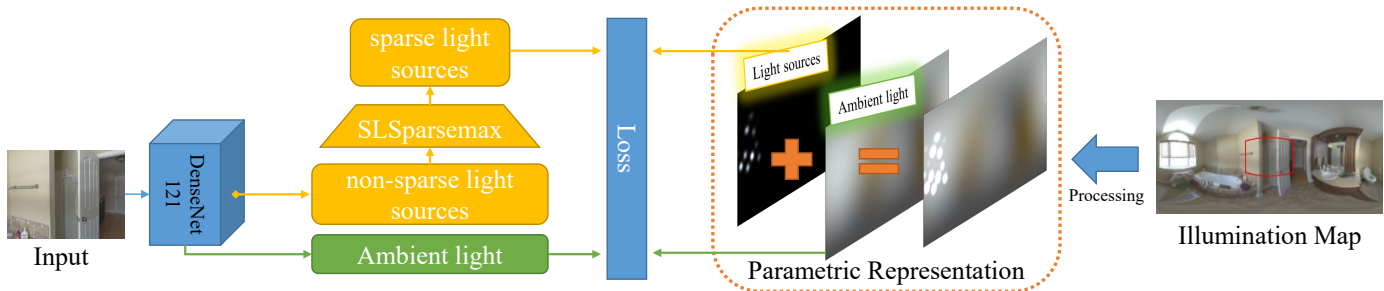 Input
DenseNet
121
sparse light
sources
SLSparsemax
non-sparse light
sources
Ambient light
Loss
Light sources
Ambient light
Parametric Representation
Processing
Illumination Map